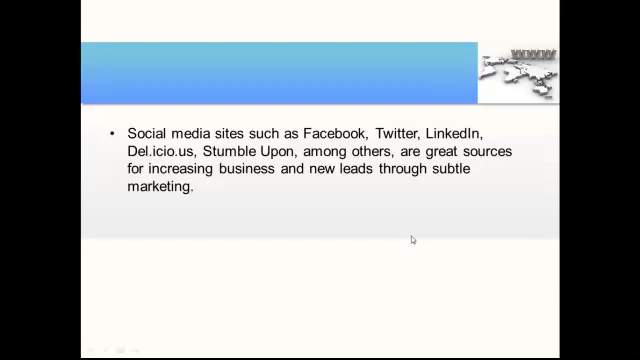 WWW
• Social media sites such as Facebook, Twitter, LinkedIn,
Del.icio.us, Stumble Upon, among others, are great sources
for increasing business and new leads through subtle
marketing.